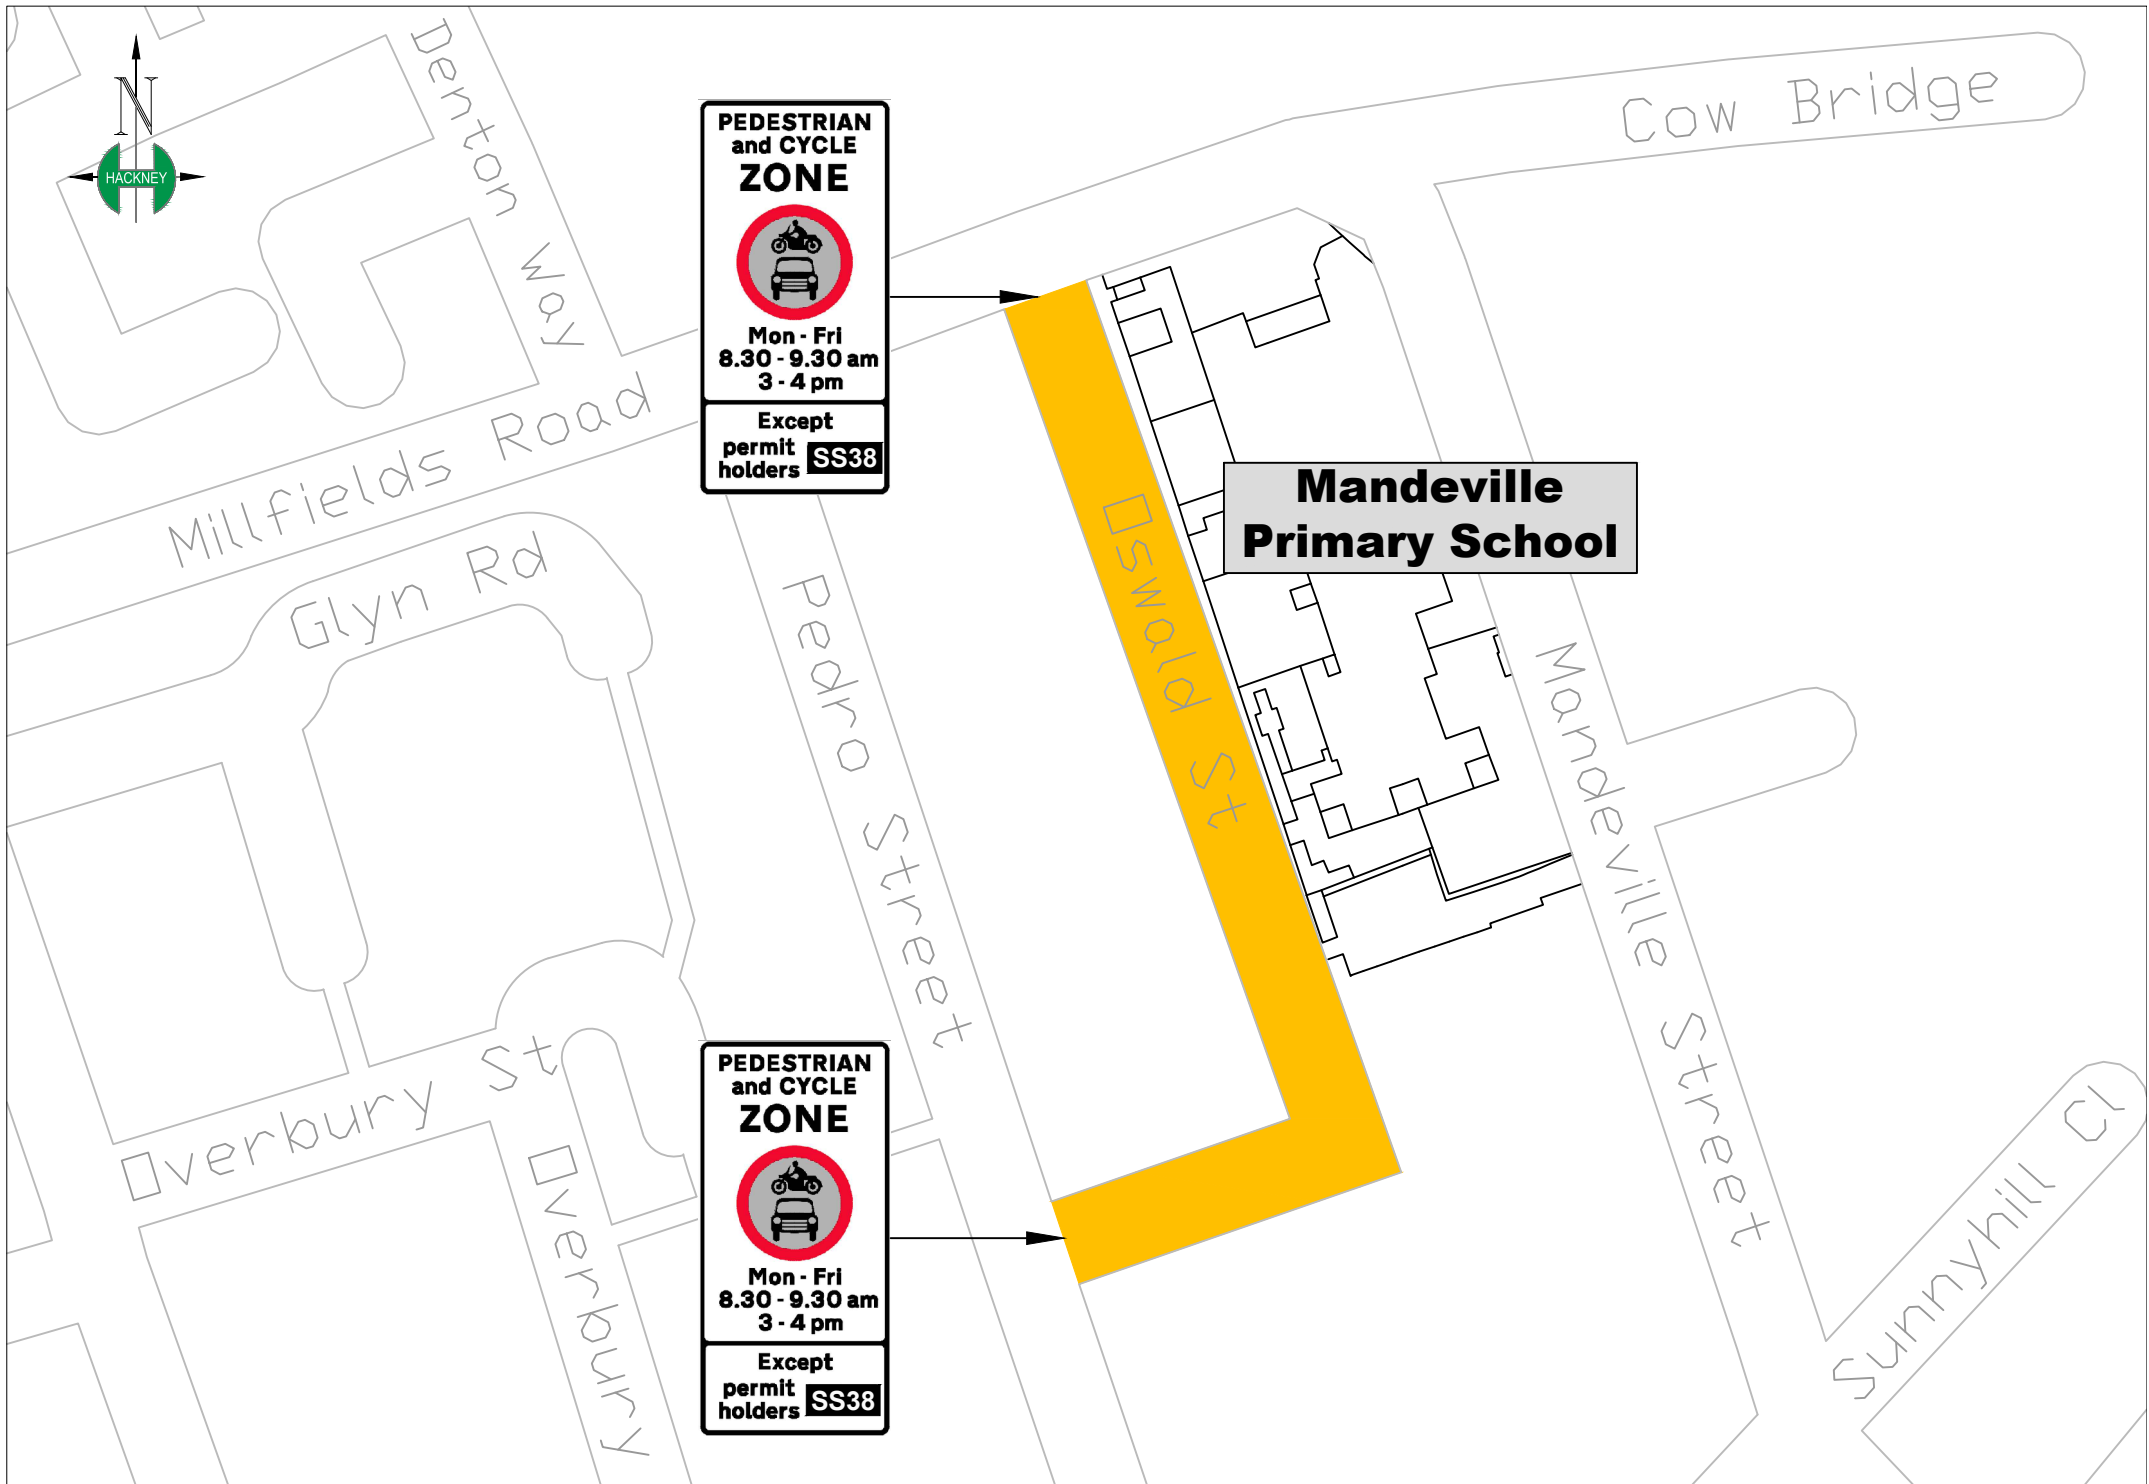 N
HACKNEY
Denton Way
Cow Bridge
PEDESTRIAN
and CYCLE
ZONE
Mon - Fri
8.30 - 9.30 am
3 - 4 pm
Except
permit
holders SS38
Millfields Road
Glyn Rd
Mandeville
Primary School
Oswald St
Pedro Street
Mandeville Street
Overbury St
Overbury
PEDESTRIAN
and CYCLE
ZONE
Mon - Fri
8.30 - 9.30 am
3 - 4 pm
Except
permit
holders SS38
Sunnyhill Cl